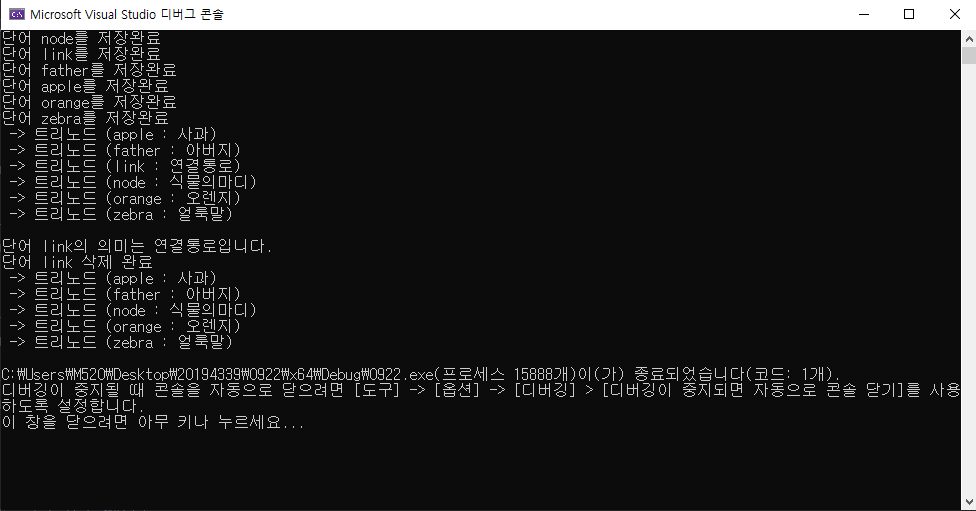 Microsoft Visual Studio 디버그 콘솔
단어 node를 저장완료
단어 link를 저장완료
단어 father를 저장완료
단어 apple를 저장완료
단어 orange를 저장완료
단어 zebra를 저장완료
-> 트리노드 (apple : 사과)
-> 트리노드 (father : 아버지)
-> 트리노드 (link : 연결통로)
-> 트리노드 (node : 식물의마디)
-> 트리노드 (orange : 오렌지)
-> 트리노드 (zebra : 얼룩말)
단어 link의 의미는 연결통로입니다.
단어 link 삭제 완료
-> 트리노드 (apple : 사과)
-> 트리노드 (father : 아버지)
-> 트리노드 (node : 식물의마디)
-> 트리노드 (orange : 오렌지)
-> 트리노드 (zebra : 얼룩말)
C:₩Users₩M520₩Desktop₩20194339₩0922₩x64₩Debug₩0922.exe(프로세스 15888개)이(가) 종료되었습니다(코드: 1개).
디버깅이 중지될 때 콘솔을 자동으로 닫으려면 [도구] -> [옵션] -> [디버깅] > [디버깅이 중지되면 자동으로 콘솔 닫기]를 사용
하도록 설정합니다.
이 창을 닫으려면 아무 키나 누르세요...